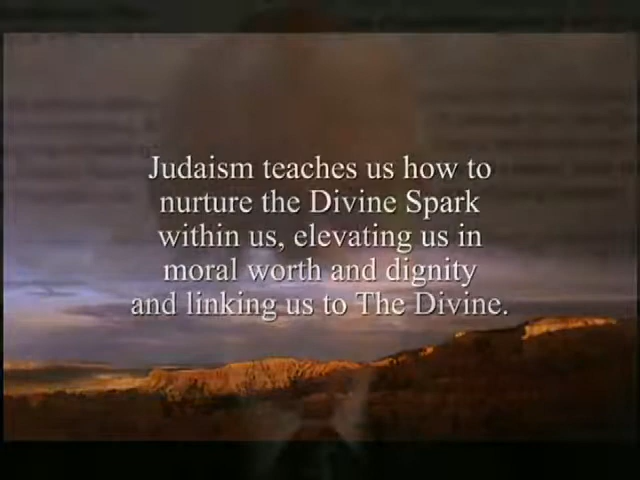 Judaism teaches us how to
nurture the Divine Spark
within us, elevating us in
moral worth and dignity
and linking us to The Divine.